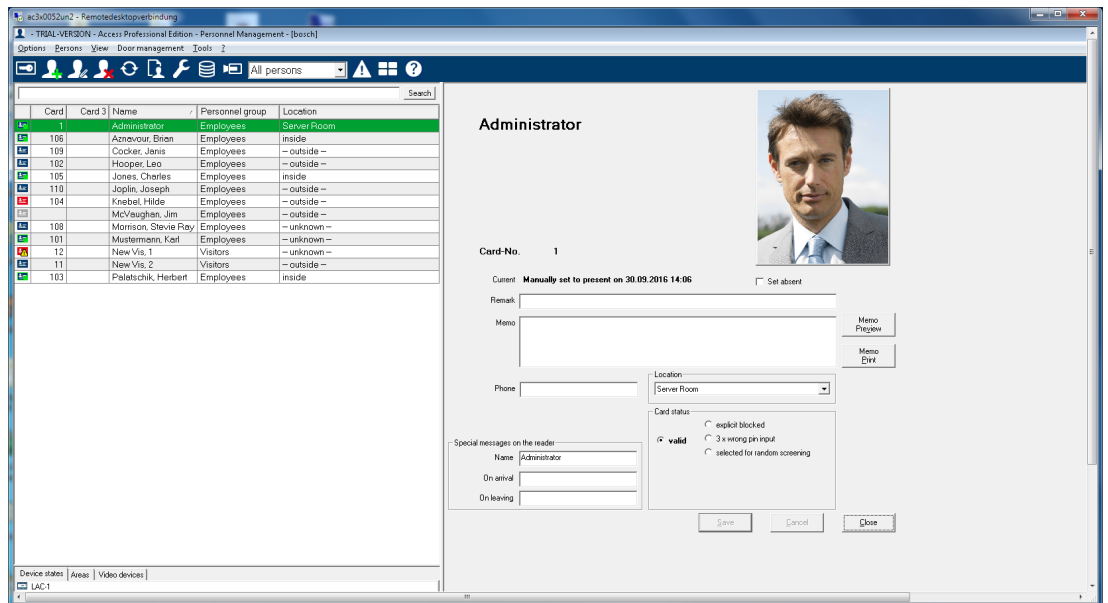 ac3x0052un2 - Remotedesktopverbindung
- TRIAL-VERSION - Access Professional Edition - Personnel Management - [bosch]
Options Persons View Door management Tools ?
All persons
Search
Card Card 3 Name Personnel group Location
1 Administrator Employees Server Room
106 Aznavour, Brian Employees inside
109 Cocker, Janis Employees – outside –
102 Hooper, Leo Employees – outside –
105 Jones, Charles Employees inside
110 Joplin, Joseph Employees – outside –
104 Knebel, Hilde Employees – outside –
McVaughan, Jim Employees – outside –
108 Morrison, Stevie Ray Employees – unknown –
101 Mustermann, Karl Employees – unknown –
12 New Vis, 1 Visitors – unknown –
11 New Vis, 2 Visitors – outside –
103 Palatschik, Herbert Employees inside
Administrator
Card-No. 1
Current Manually set to present on 30.09.2016 14:06 Set absent
Remark
Memo
Memo Preview
Memo Print
Phone
Location
Server Room
Card status
explicit blocked
valid
3 x wrong pin input
selected for random screening
Special messages on the reader
Name Administrator
On arrival
On leaving
Save Cancel Close
Device states Areas Video devices
LAC-1